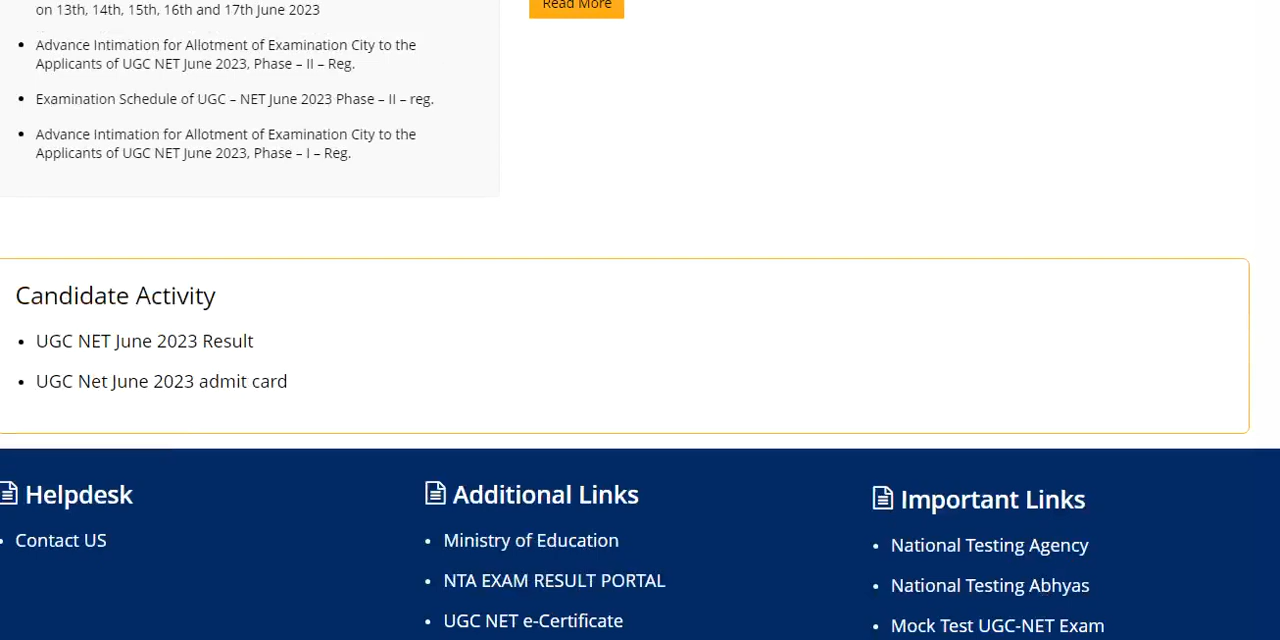 on 13th, 14th, 15th, 16th and 17th June 2023
Read More
Advance Intimation for Allotment of Examination City to the
Applicants of UGC NET June 2023, Phase – II – Reg.
Examination Schedule of UGC – NET June 2023 Phase – II – reg.
Advance Intimation for Allotment of Examination City to the
Applicants of UGC NET June 2023, Phase – I – Reg.
Candidate Activity
UGC NET June 2023 Result
UGC Net June 2023 admit card
Helpdesk
Contact US
Additional Links
Ministry of Education
NTA EXAM RESULT PORTAL
UGC NET e-Certificate
Important Links
National Testing Agency
National Testing Abhyas
Mock Test UGC-NET Exam